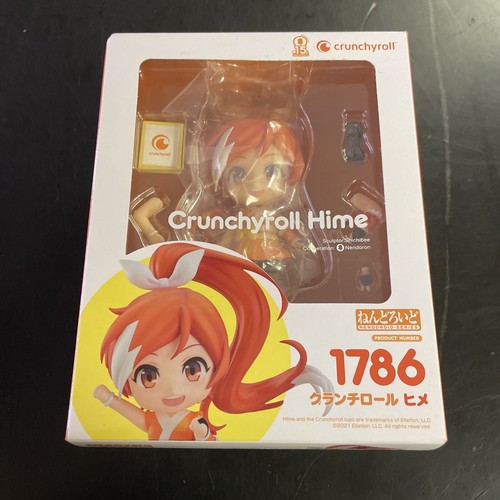 15
crunchyroll
crunchyroll
Crunchyroll Hime
Sculptor: Shichibee
Cooperation: Nendoron
ねんどろいど
NENDOROID SERIES
PRODUCT NUMBER
1786
クランチロール ヒメ
Hime and the Crunchyroll logo are trademarks of Ellation, LLC
©2021 Ellation, LLC. All rights reserved.